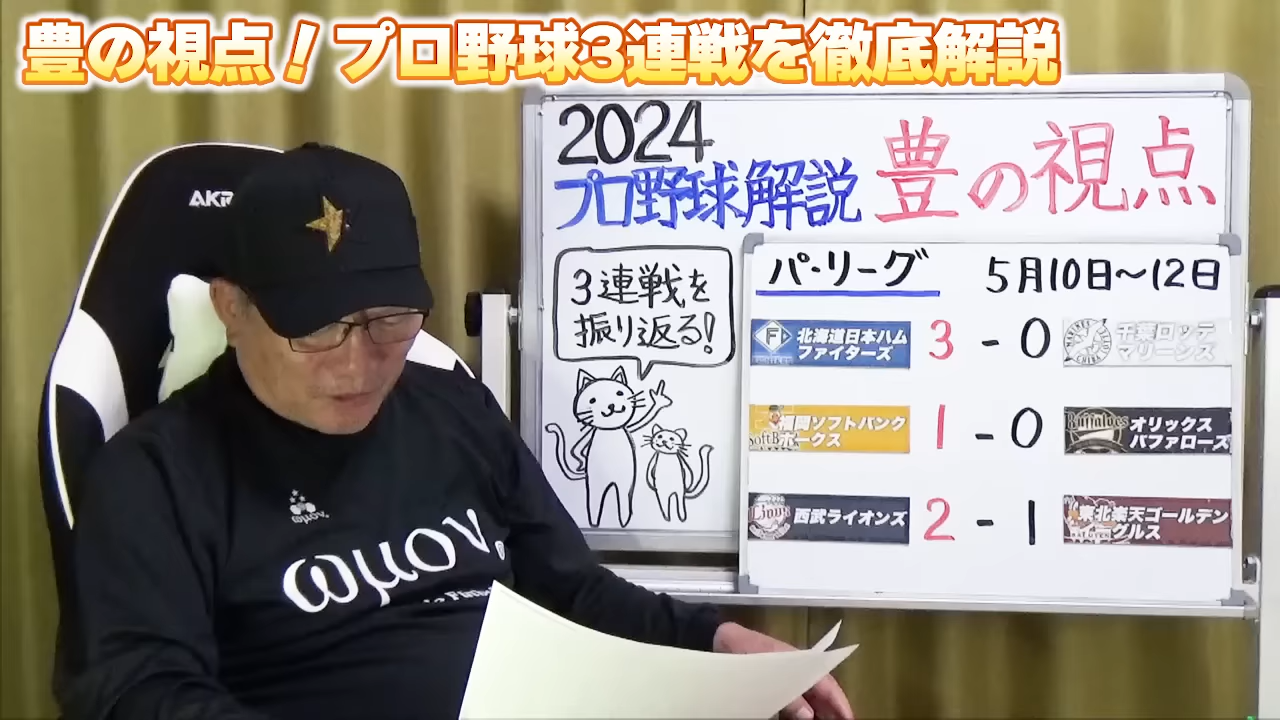 豊の視点！プロ野球3連戦を徹底解説
2024
プロ野球解説 豊の視点
3連戦を
振り返る!
パ・リーグ 5月10日～12日
北海道日本ハム
ファイターズ
3 - 0
千葉ロッテ
マリーンズ
福岡ソフトバンク
ホークス
1 - 0
Buffaloes
オリックス
バファローズ
Lions
西武ライオンズ
2 - 1
東北楽天ゴールデン
イーグルス
ωμον